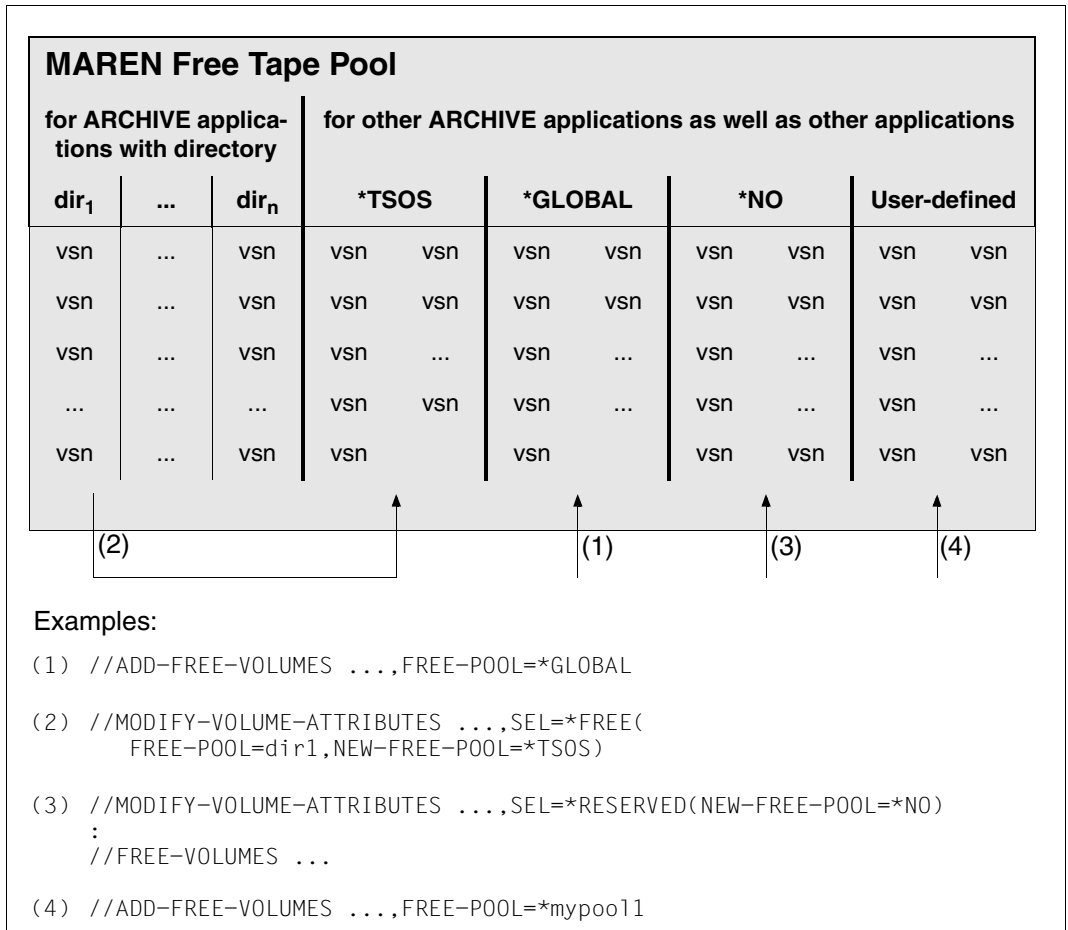 MAREN Free Tape Pool
for ARCHIVE applica-
tions with directory
for other ARCHIVE applications as well as other applications
dir1 ... dirn *TSOS *GLOBAL *NO User-defined
vsn ... vsn vsn vsn vsn vsn vsn vsn vsn vsn
vsn ... vsn vsn vsn vsn vsn vsn vsn vsn vsn
vsn ... vsn vsn ... vsn ... vsn ... vsn ...
... ... ... vsn vsn vsn ... vsn ... vsn ...
vsn ... vsn vsn vsn vsn vsn vsn vsn
(2) (1) (3) (4)
Examples:
(1) //ADD-FREE-VOLUMES ...,FREE-POOL=*GLOBAL
(2) //MODIFY-VOLUME-ATTRIBUTES ...,SEL=*FREE(
FREE-POOL=dir1,NEW-FREE-POOL=*TSOS)
(3) //MODIFY-VOLUME-ATTRIBUTES ...,SEL=*RESERVED(NEW-FREE-POOL=*NO)
:
//FREE-VOLUMES ...
(4) //ADD-FREE-VOLUMES ...,FREE-POOL=*mypool1